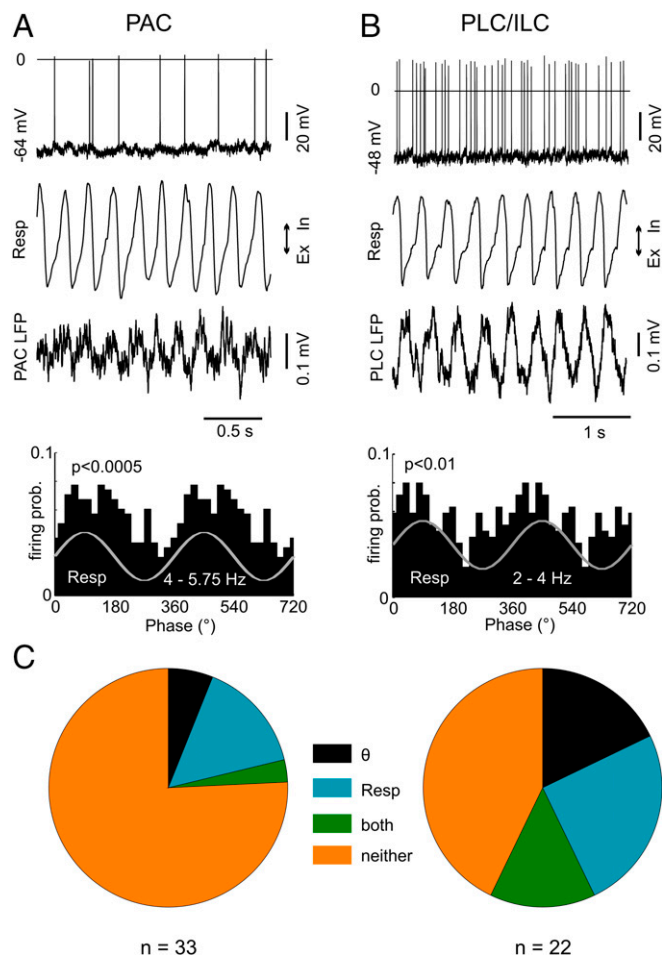 A PAC
0
-64 mV
20 mV
Resp
Ex In
PAC LFP
0.1 mV
0.5 s
0.1
firing prob.
0
p<0.0005
Resp 4 - 5.75 Hz
0 180 360 540 720
Phase (°)
B PLC/ILC
0
-48 mV
20 mV
Resp
Ex In
PLC LFP
0.1 mV
1 s
0.1
firing prob.
0
p<0.01
Resp 2 - 4 Hz
0 180 360 540 720
Phase (°)
C
θ
Resp
both
neither
n = 33
n = 22